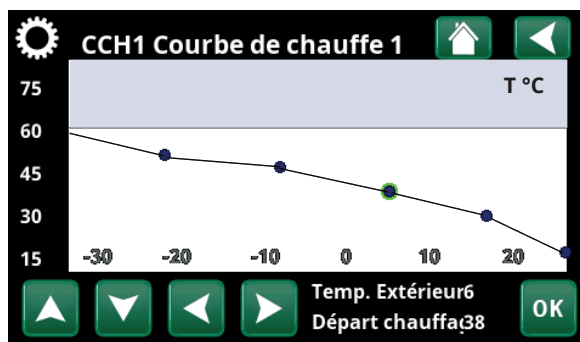 CCH1 Courbe de chauffe 1
T °C
75
60
45
30
15
-30 -20 -10 0 10 20
Temp. Extérieur6
Départ chauffag38
OK